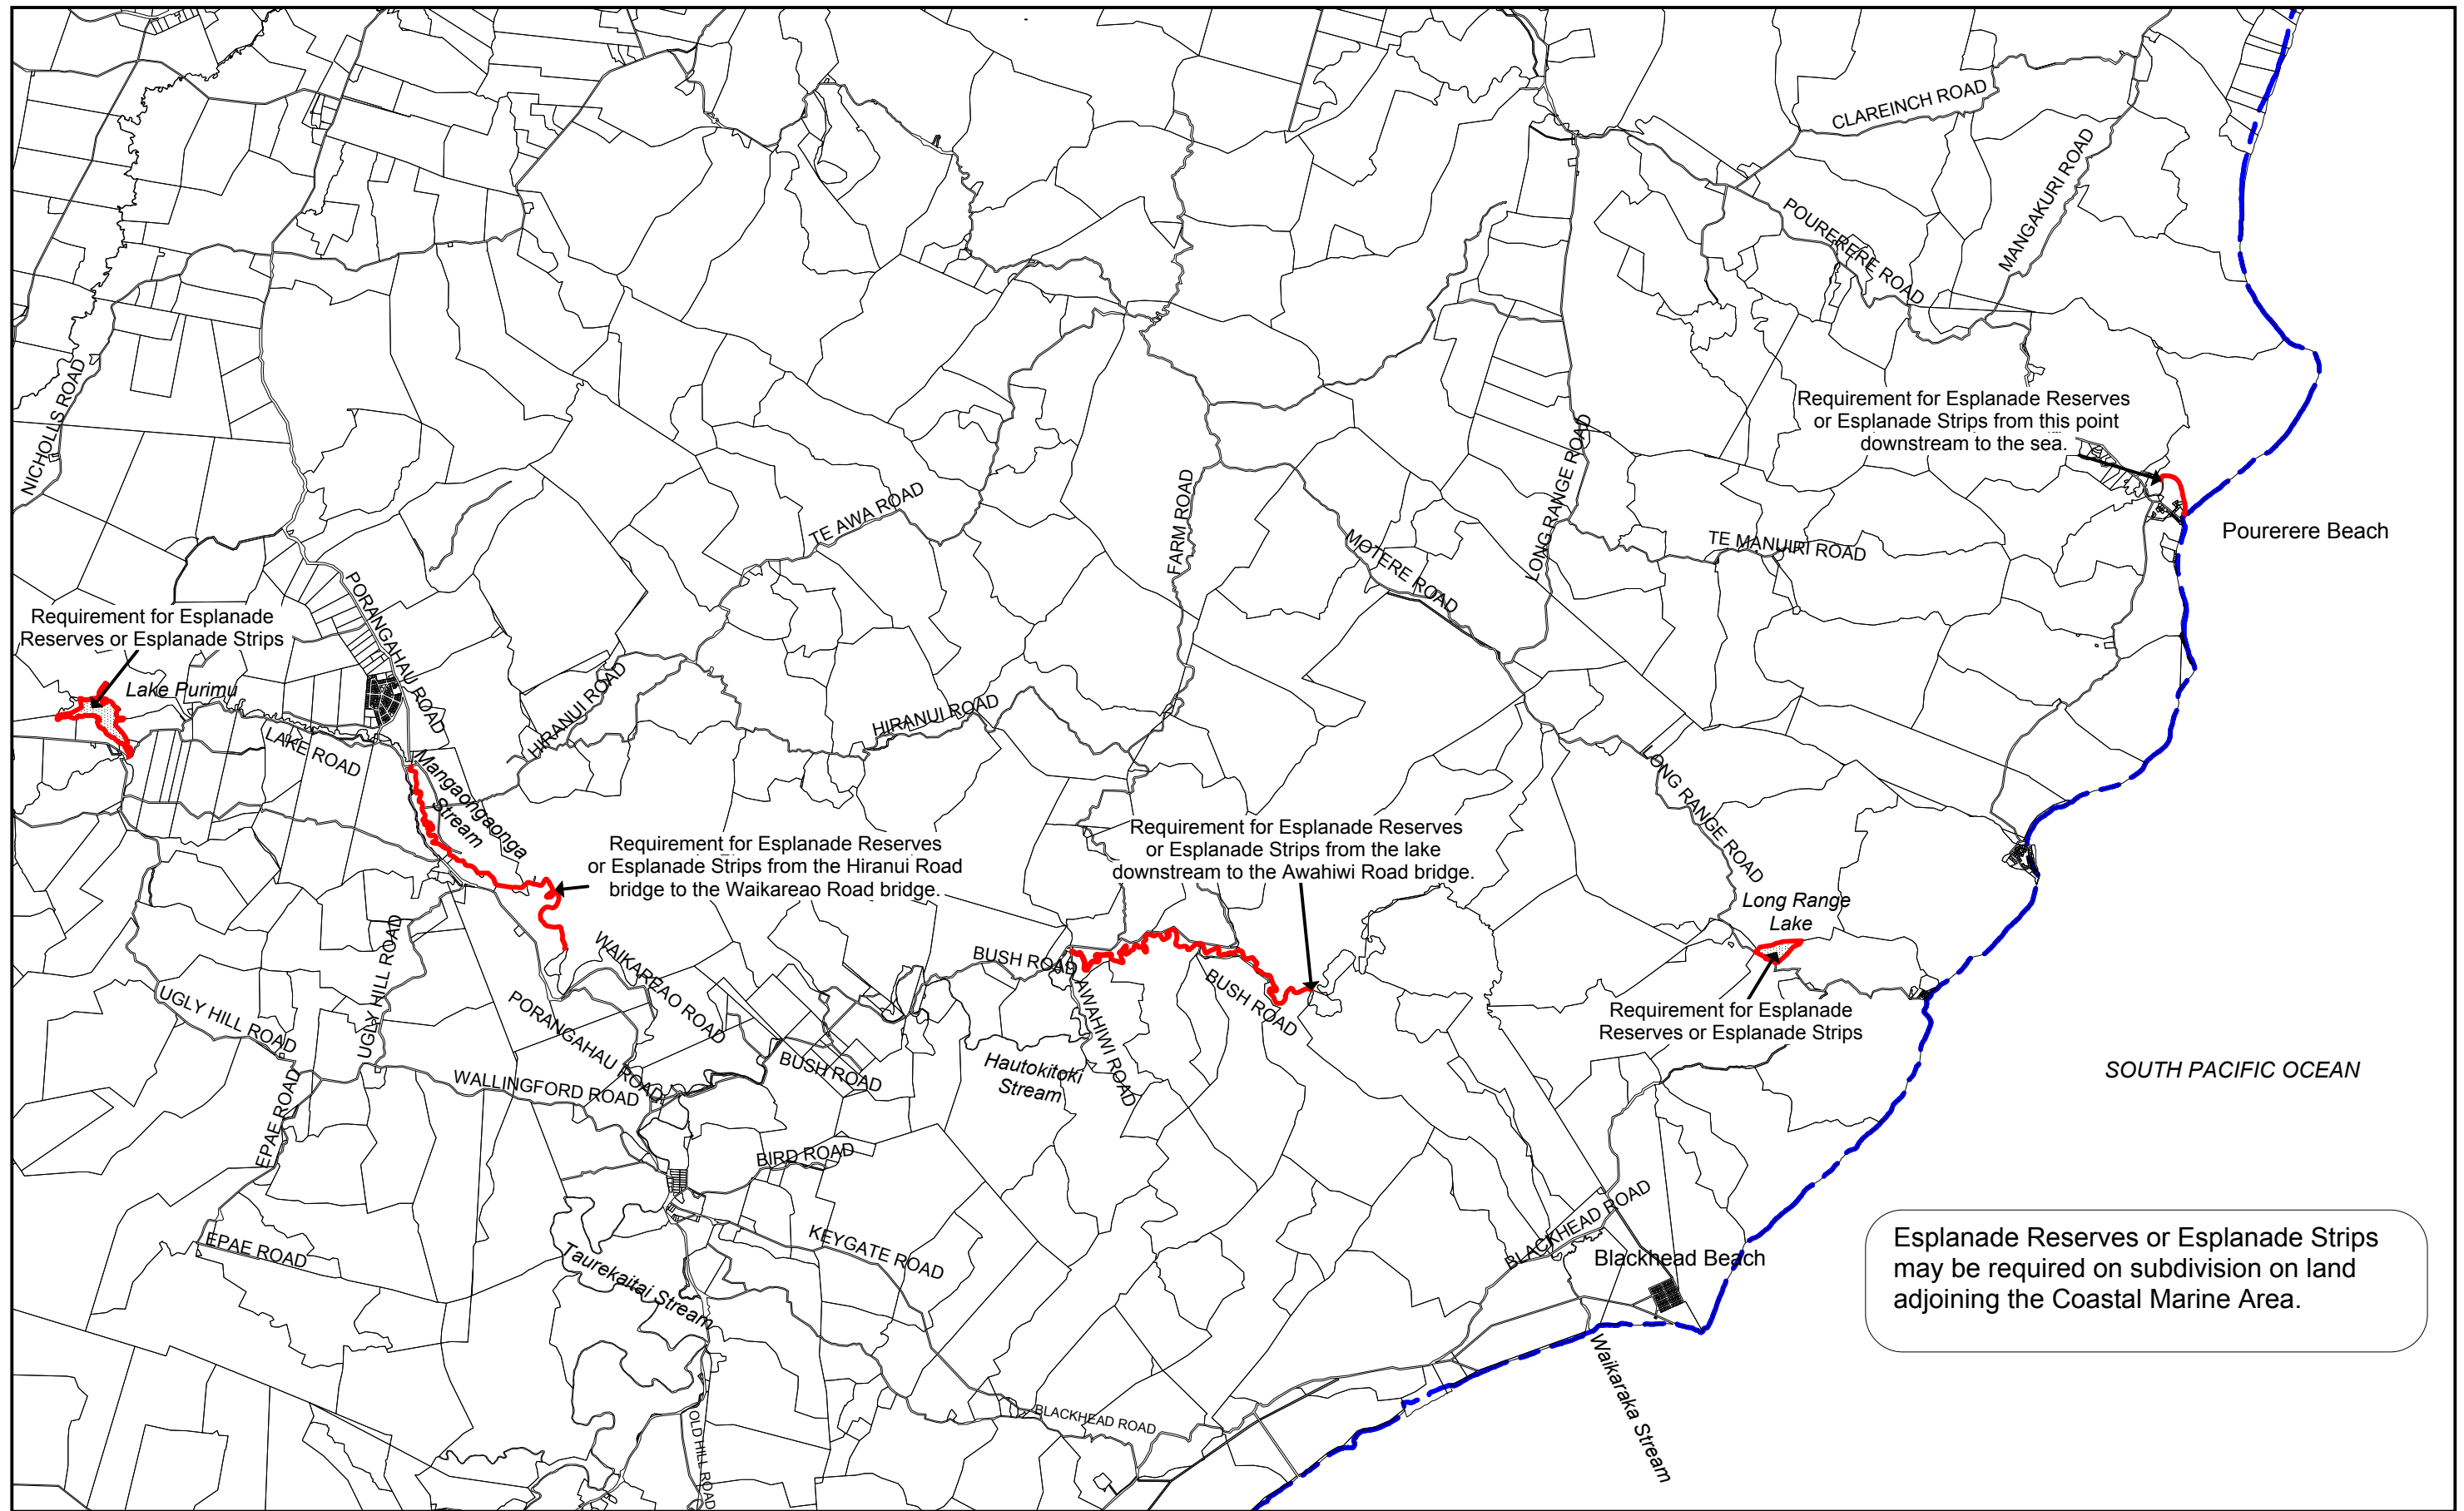 CLAREINCH ROAD
MANGAKURI ROAD
POURERERE ROAD
NICHOLLS ROAD
Requirement for Esplanade Reserves
or Esplanade Strips from this point
downstream to the sea.
LONG RANGE ROAD
FARM ROAD
TE AWA ROAD
Pourerere Beach
TE MANUIRI ROAD
MOTERE ROAD
PORANGAHAU ROAD
Requirement for Esplanade
Reserves or Esplanade Strips
Lake Purimu
HIRANUI ROAD
HIRANUI ROAD
LAKE ROAD
Mangaongaonga
Stream
LONG RANGE ROAD
Requirement for Esplanade Reserves
or Esplanade Strips from the Hiranui Road
bridge to the Waikareao Road bridge.
Requirement for Esplanade Reserves
or Esplanade Strips from the lake
downstream to the Awahiwi Road bridge.
Long Range
Lake
UGLY HILL ROAD
WAIKAREAO ROAD
BUSH ROAD
BUSH ROAD
AWAHIWI ROAD
UGLY HILL ROAD
PORANGAHAU ROAD
Requirement for Esplanade
Reserves or Esplanade Strips
BUSH ROAD
Hautokitoki
Stream
SOUTH PACIFIC OCEAN
WALLINGFORD ROAD
EPAE ROAD
BIRD ROAD
EPAE ROAD
KEYGATE ROAD
Taurekaitai Stream
BLACKHEAD ROAD
Blackhead Beach
Esplanade Reserves or Esplanade Strips
may be required on subdivision on land
adjoining the Coastal Marine Area.
Waikaraka Stream
BLACKHEAD ROAD
OLD HILL ROAD